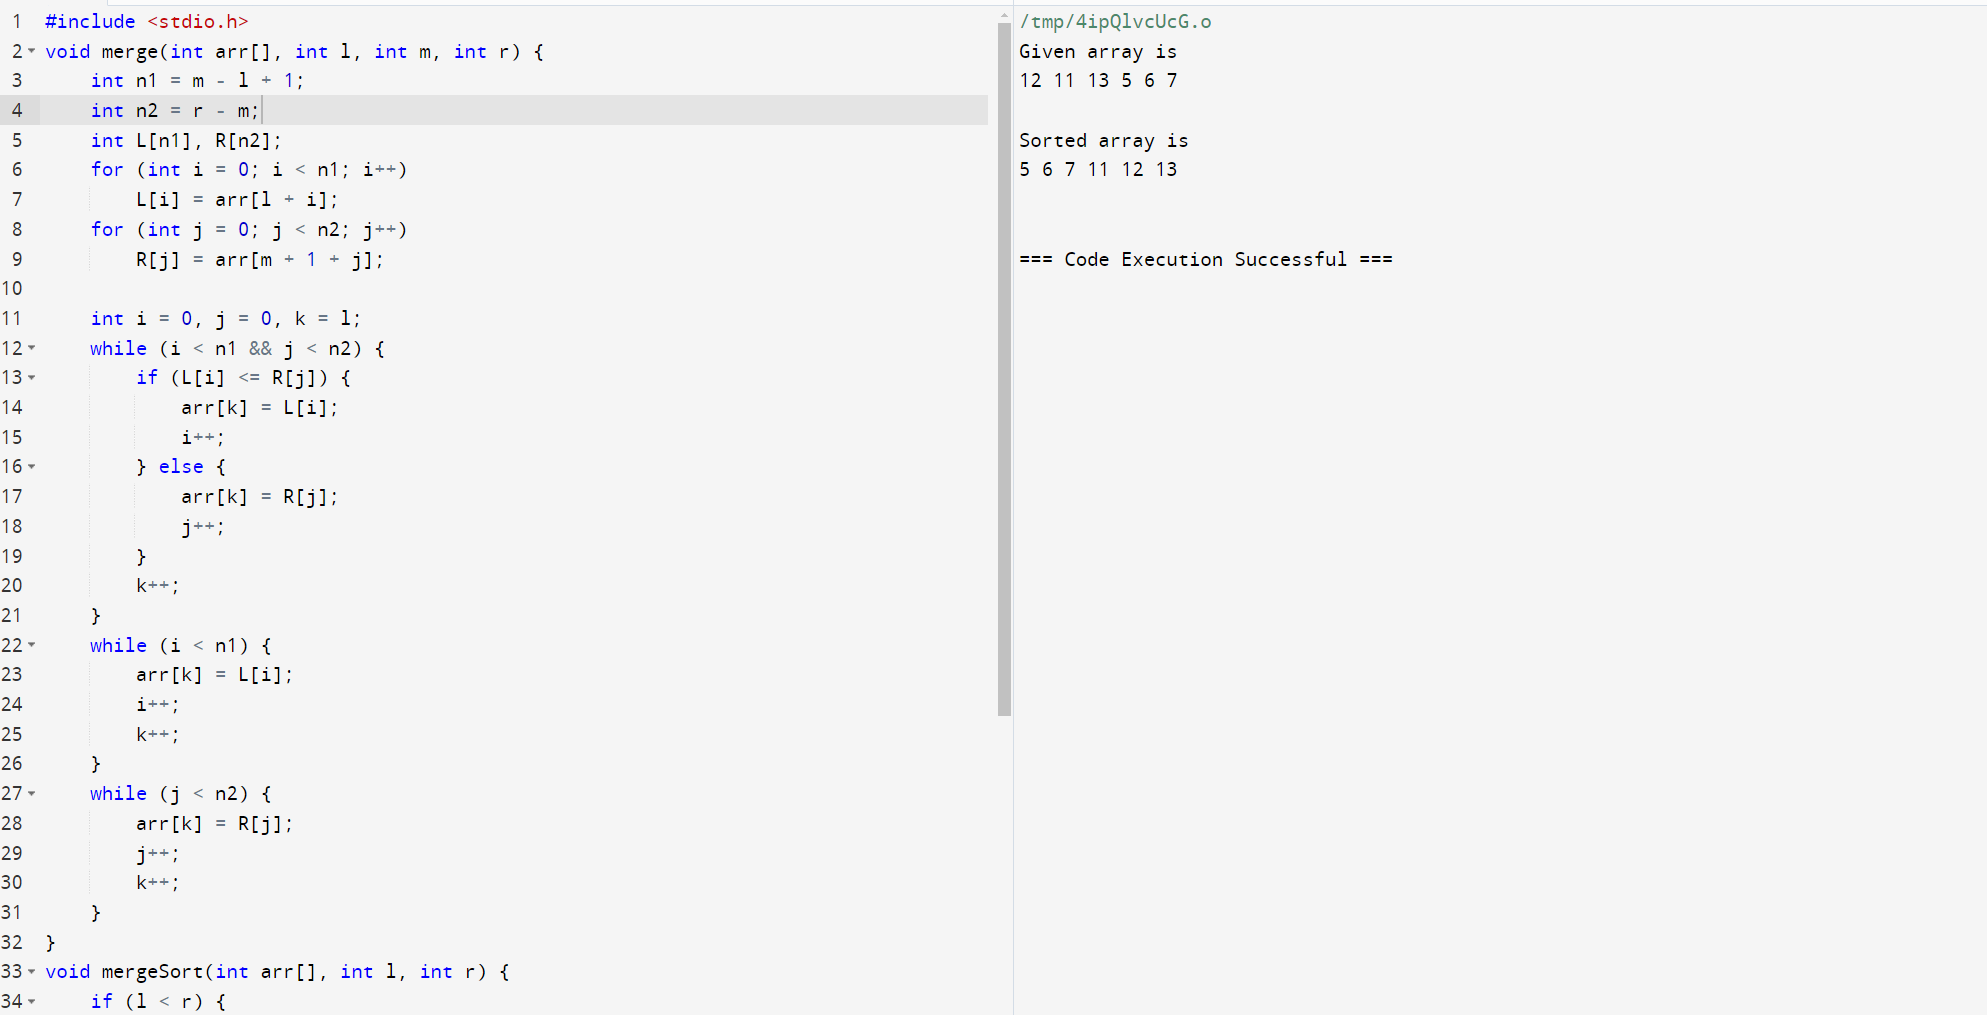 1 #include <stdio.h>
2 void merge(int arr[], int l, int m, int r) {
3     int n1 = m - l + 1;
4     int n2 = r - m;
5     int L[n1], R[n2];
6     for (int i = 0; i < n1; i++)
7         L[i] = arr[l + i];
8     for (int j = 0; j < n2; j++)
9         R[j] = arr[m + 1 + j];
10
11     int i = 0, j = 0, k = l;
12     while (i < n1 && j < n2) {
13         if (L[i] <= R[j]) {
14             arr[k] = L[i];
15             i++;
16         } else {
17             arr[k] = R[j];
18             j++;
19         }
20         k++;
21     }
22     while (i < n1) {
23         arr[k] = L[i];
24         i++;
25         k++;
26     }
27     while (j < n2) {
28         arr[k] = R[j];
29         j++;
30         k++;
31     }
32 }
33 void mergeSort(int arr[], int l, int r) {
34     if (l < r) {
/tmp/4ipQlvcUcG.o
Given array is
12 11 13 5 6 7
Sorted array is
5 6 7 11 12 13
=== Code Execution Successful ===